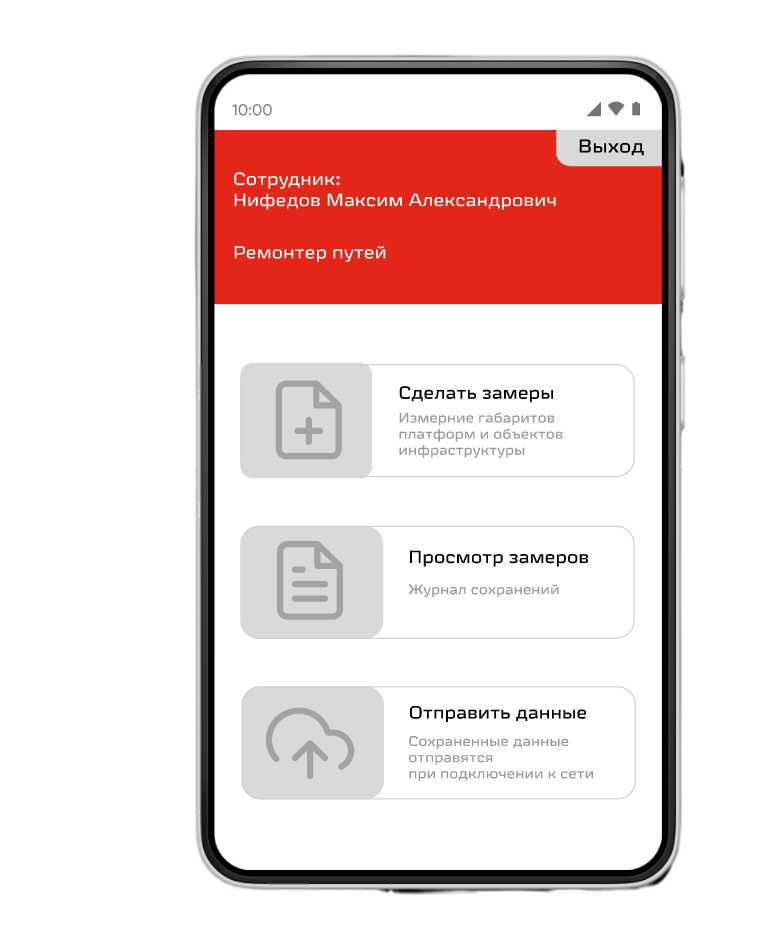 10:00
Выход
Сотрудник:
Нифедов Максим Александрович
Ремонтер путей
Сделать замеры
Измерние габаритов
платформ и объектов
инфраструктуры
Просмотр замеров
Журнал сохранений
Отправить данные
Сохраненные данные
отправятся
при подключении к сети